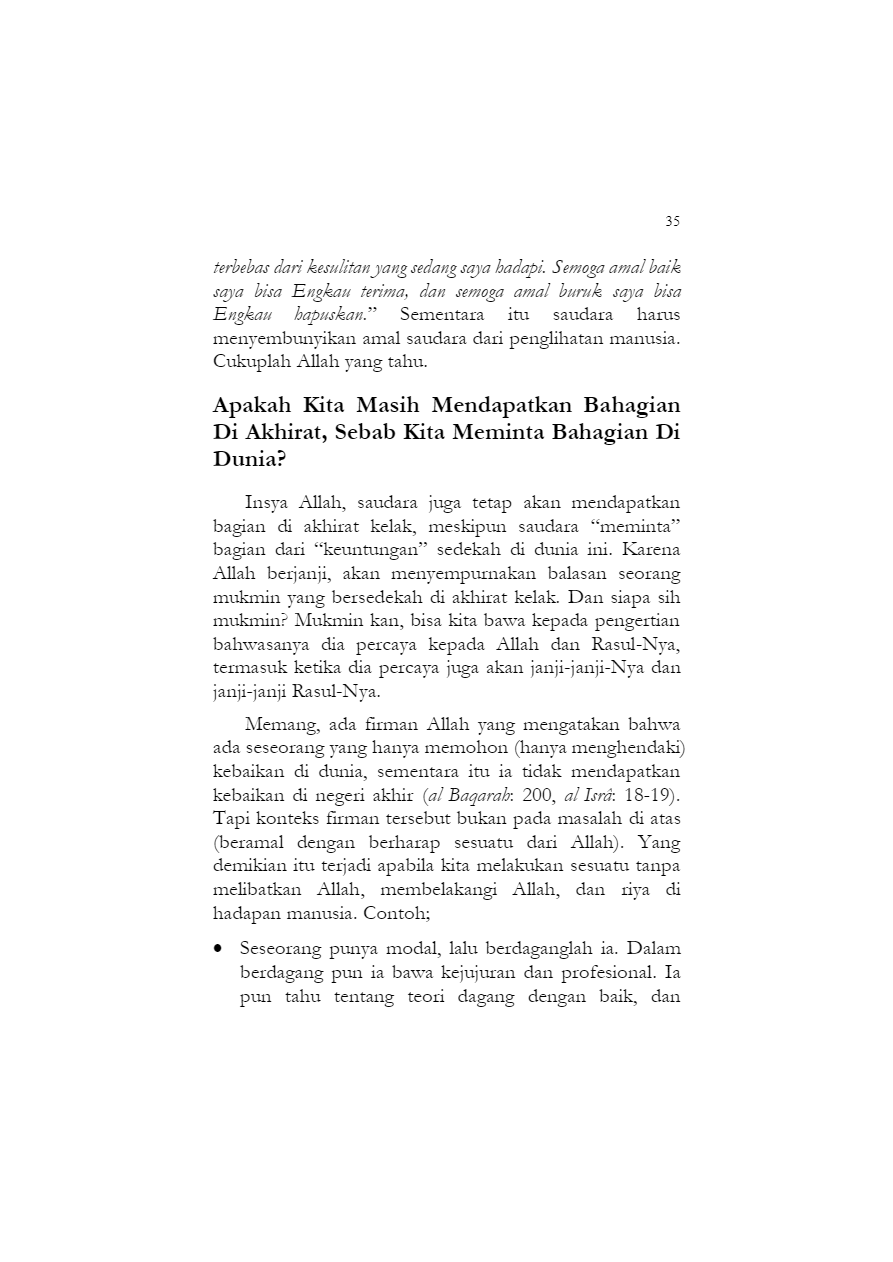 35
terbebas dari kesulitan yang sedang saya hadapi. Semoga amal baik
saya bisa Engkau terima, dan semoga amal buruk saya bisa
Engkau hapuskan.” Sementara itu saudara harus
menyembunyikan amal saudara dari penglihatan manusia.
Cukuplah Allah yang tahu.
Apakah Kita Masih Mendapatkan Bahagian
Di Akhirat, Sebab Kita Meminta Bahagian Di
Dunia?
Insya Allah, saudara juga tetap akan mendapatkan
bagian di akhirat kelak, meskipun saudara “meminta”
bagian dari “keuntungan” sedekah di dunia ini. Karena
Allah berjanji, akan menyempurnakan balasan seorang
mukmin yang bersedekah di akhirat kelak. Dan siapa sih
mukmin? Mukmin kan, bisa kita bawa kepada pengertian
bahwasanya dia percaya kepada Allah dan Rasul-Nya,
termasuk ketika dia percaya juga akan janji-janji-Nya dan
janji-janji Rasul-Nya.
Memang, ada firman Allah yang mengatakan bahwa
ada seseorang yang hanya memohon (hanya menghendaki)
kebaikan di dunia, sementara itu ia tidak mendapatkan
kebaikan di negeri akhir (al Baqarah: 200, al Isrâ: 18-19).
Tapi konteks firman tersebut bukan pada masalah di atas
(beramal dengan berharap sesuatu dari Allah). Yang
demikian itu terjadi apabila kita melakukan sesuatu tanpa
melibatkan Allah, membelakangi Allah, dan riya di
hadapan manusia. Contoh;
• Seseorang punya modal, lalu berdaganglah ia. Dalam
berdagang pun ia bawa kejujuran dan profesional. Ia
pun tahu tentang teori dagang dengan baik, dan